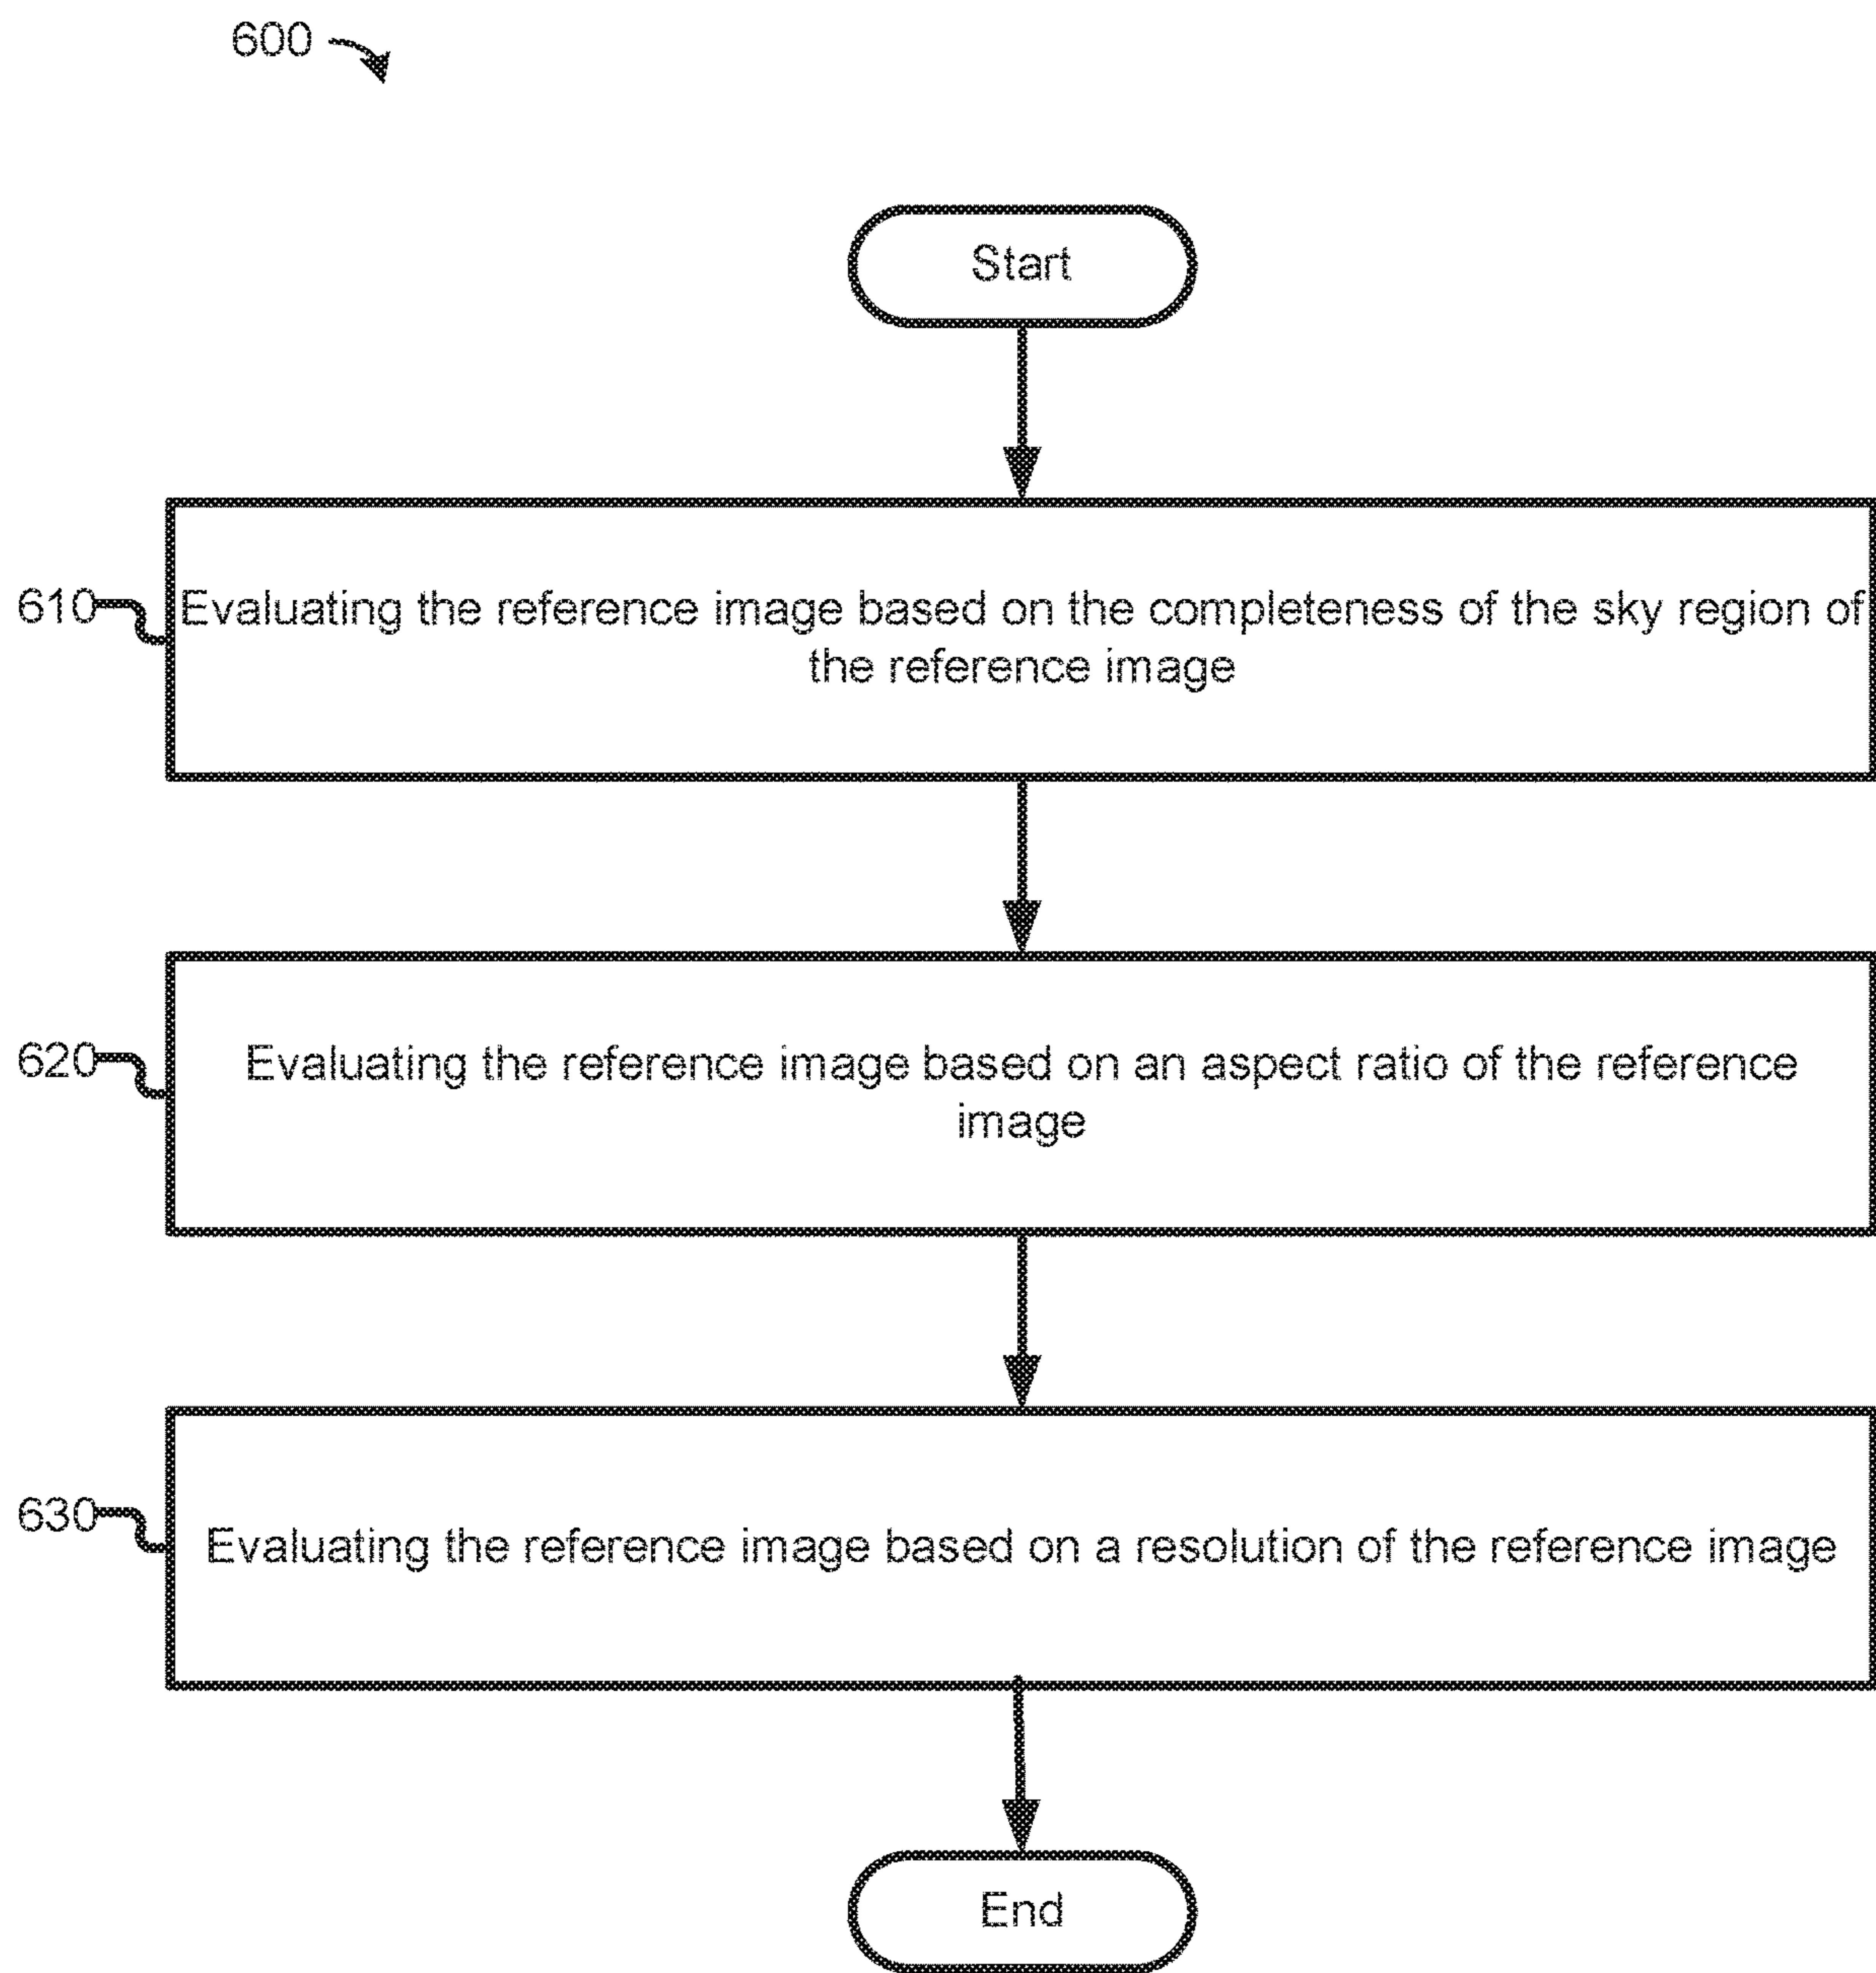 600
Start
610
Evaluating the reference image based on the completeness of the sky region of
the reference image
620
Evaluating the reference image based on an aspect ratio of the reference
image
630
Evaluating the reference image based on a resolution of the reference image
End